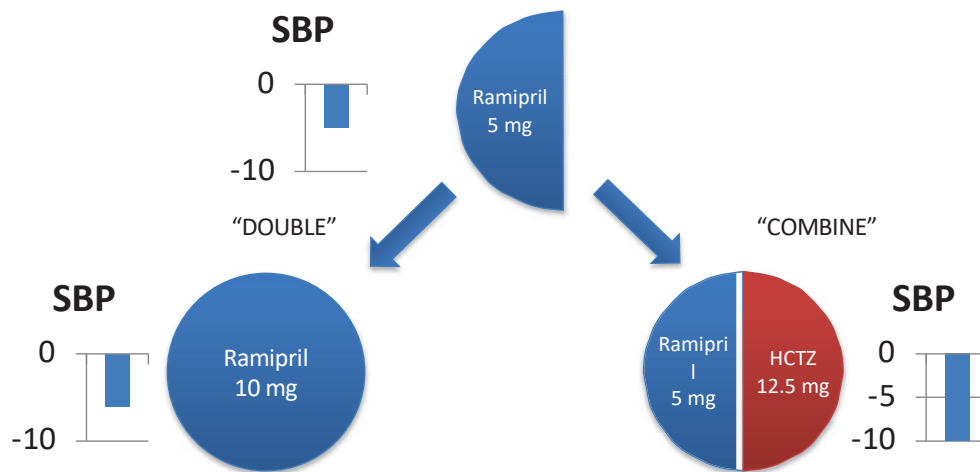 SBP
0
-10
Ramipril
5 mg
“DOUBLE”
“COMBINE”
SBP
0
-10
Ramipril
10 mg
Ramipri
l
5 mg
HCTZ
12.5 mg
SBP
0
-5
-10